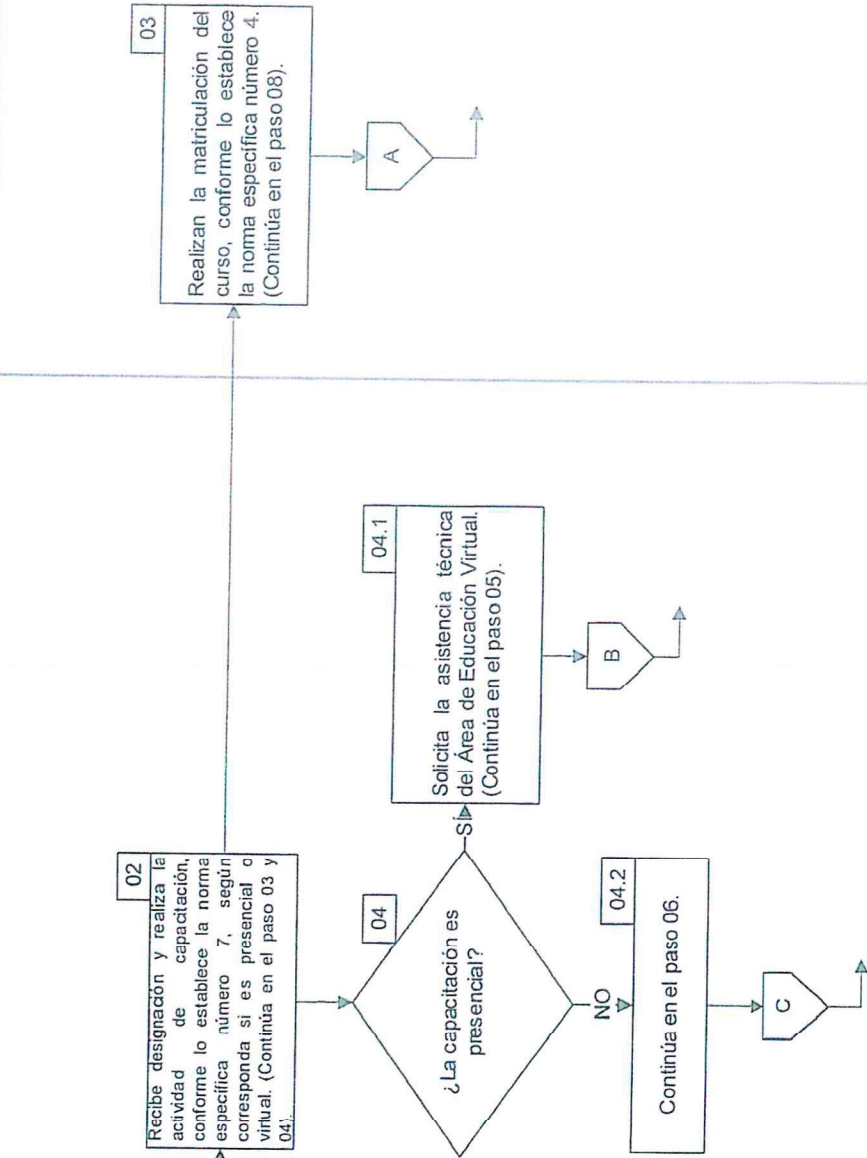 02
Recibe designación y realiza la
actividad de capacitación,
conforme lo establece la norma
específica número 7, según
corresponda si es presencial o
virtual. (Continúa en el paso 03 y
04).
03
Realizan la matriculación del
curso, conforme lo establece
la norma específica número 4.
(Continúa en el paso 08).
A
04
¿La capacitación es
presencial?
SÍ
04.1
Solicita la asistencia técnica
del Área de Educación Virtual.
(Continúa en el paso 05).
B
NO
04.2
Continúa en el paso 06.
C